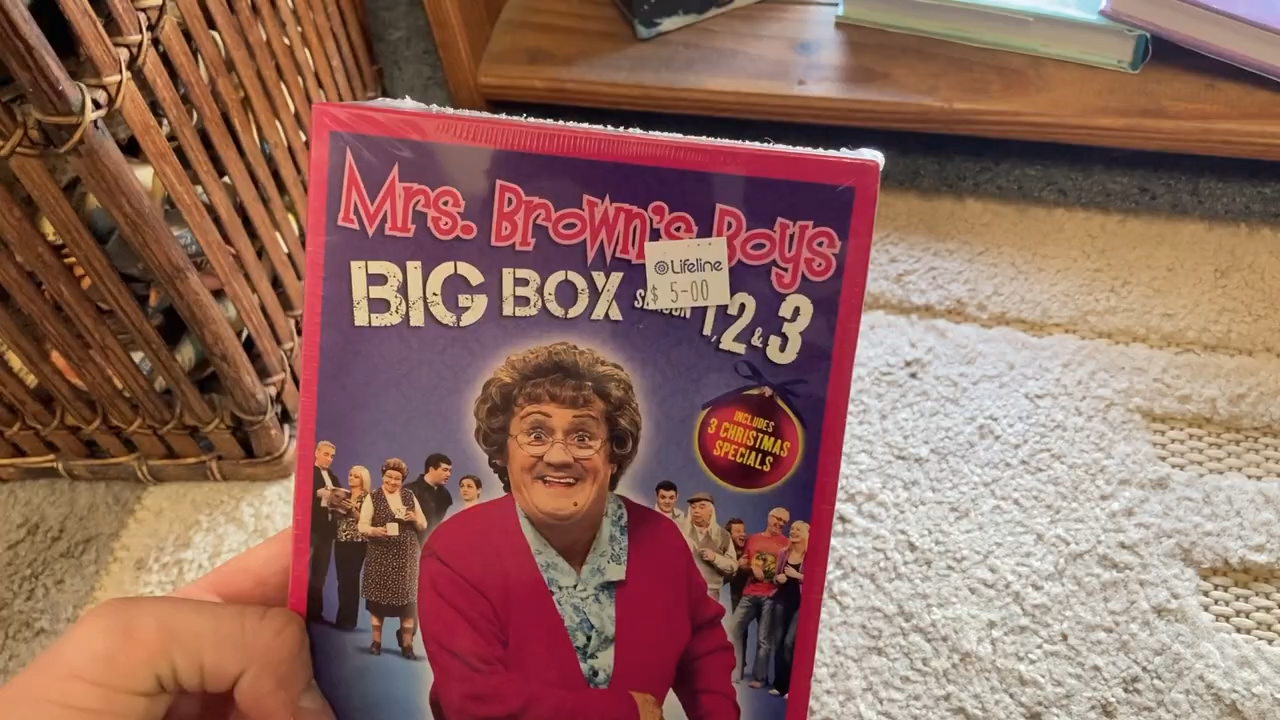 Mrs. Brown's Boys
BIG BOX
Lifeline
$ 5-00
1, 2 & 3
INCLUDES
3 CHRISTMAS
SPECIALS